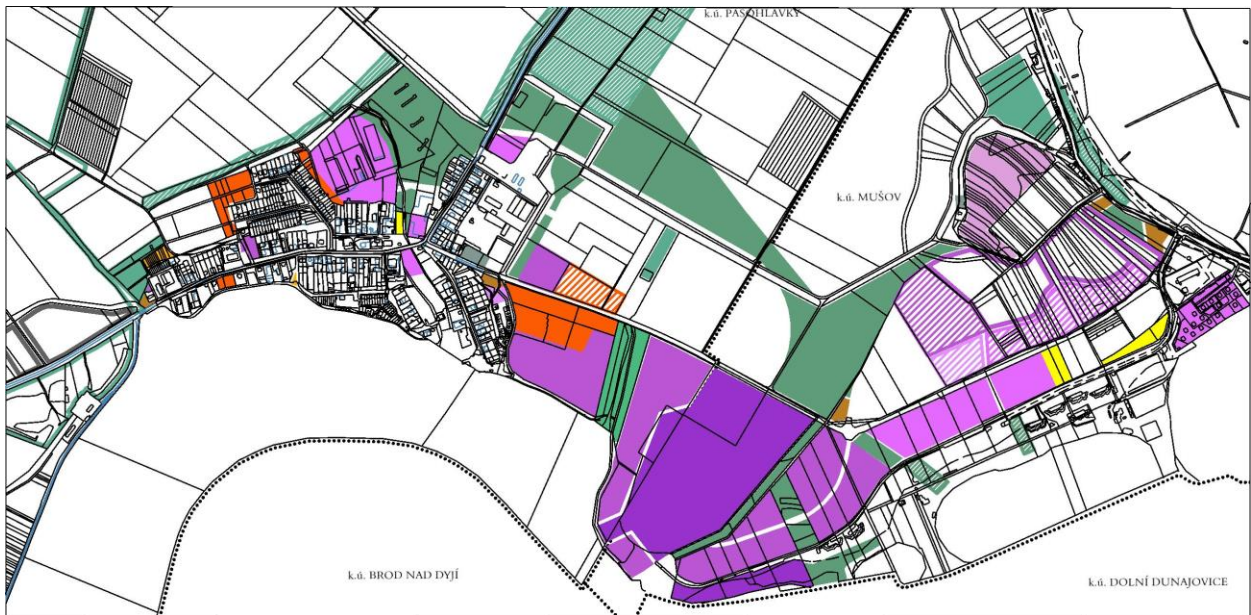 k.ú. PASOHLÁVKY
k.ú. MUŠOV
k.ú. BROD NAD DYJÍ
k.ú. DOLNÍ DUNAJOVICE